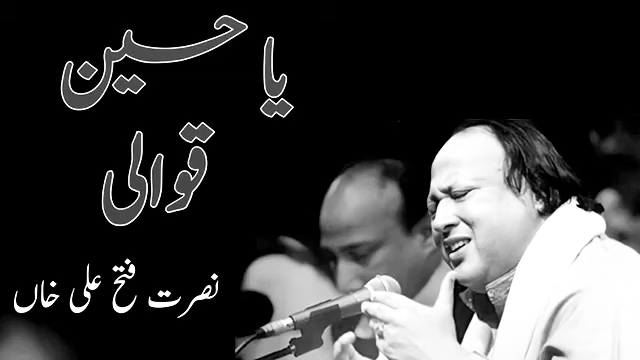 یا حسین
قوالی
نصرت فتح علی خاں